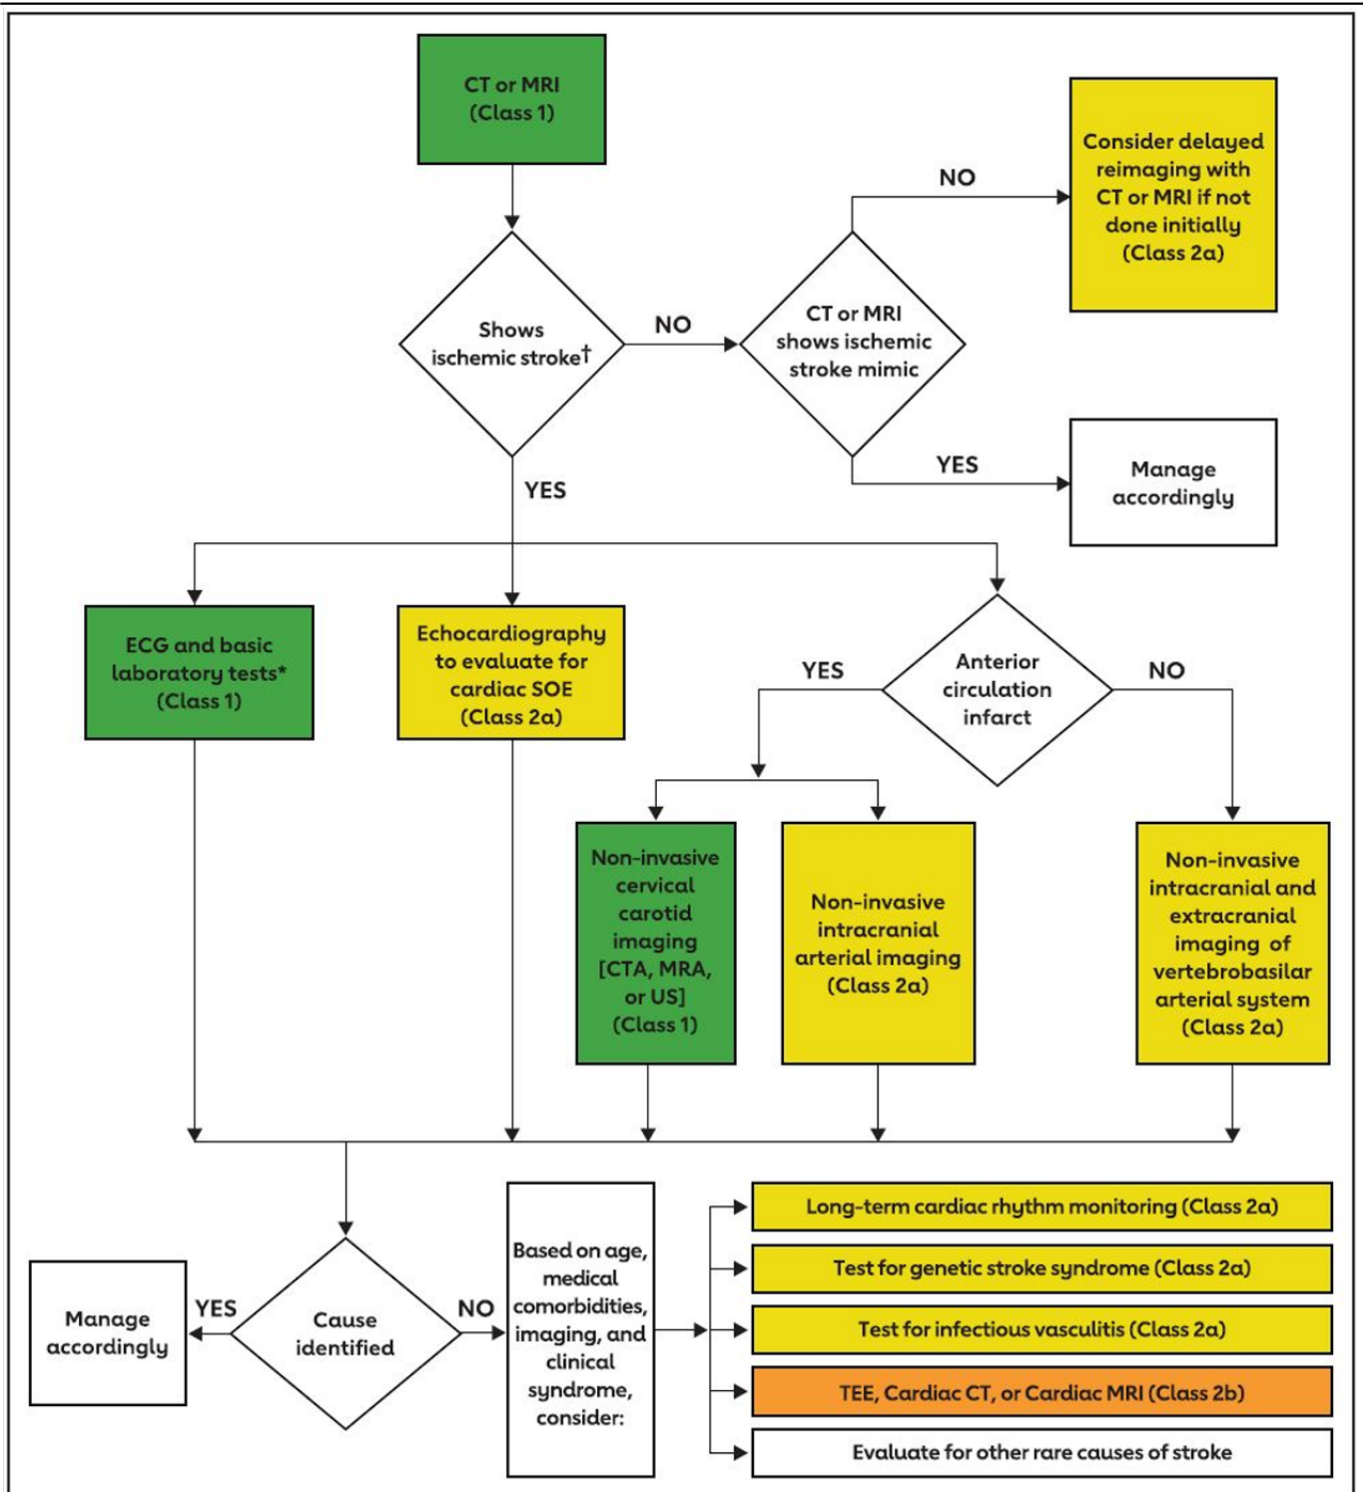 CT or MRI
(Class 1)
Consider delayed
reimaging with
CT or MRI if not
done initially
(Class 2a)
NO
Shows
ischemic stroke†
NO
CT or MRI
shows ischemic
stroke mimic
YES
Manage
accordingly
YES
ECG and basic
laboratory tests*
(Class 1)
Echocardiography
to evaluate for
cardiac SOE
(Class 2a)
YES
Anterior
circulation
infarct
NO
Non-invasive
cervical
carotid
imaging
[CTA, MRA,
or US]
(Class 1)
Non-invasive
intracranial
arterial imaging
(Class 2a)
Non-invasive
intracranial and
extracranial
imaging of
vertebrobasilar
arterial system
(Class 2a)
Manage
accordingly
YES
Cause
identified
NO
Based on age,
medical
comorbidities,
imaging, and
clinical
syndrome,
consider:
Long-term cardiac rhythm monitoring (Class 2a)
Test for genetic stroke syndrome (Class 2a)
Test for infectious vasculitis (Class 2a)
TEE, Cardiac CT, or Cardiac MRI (Class 2b)
Evaluate for other rare causes of stroke